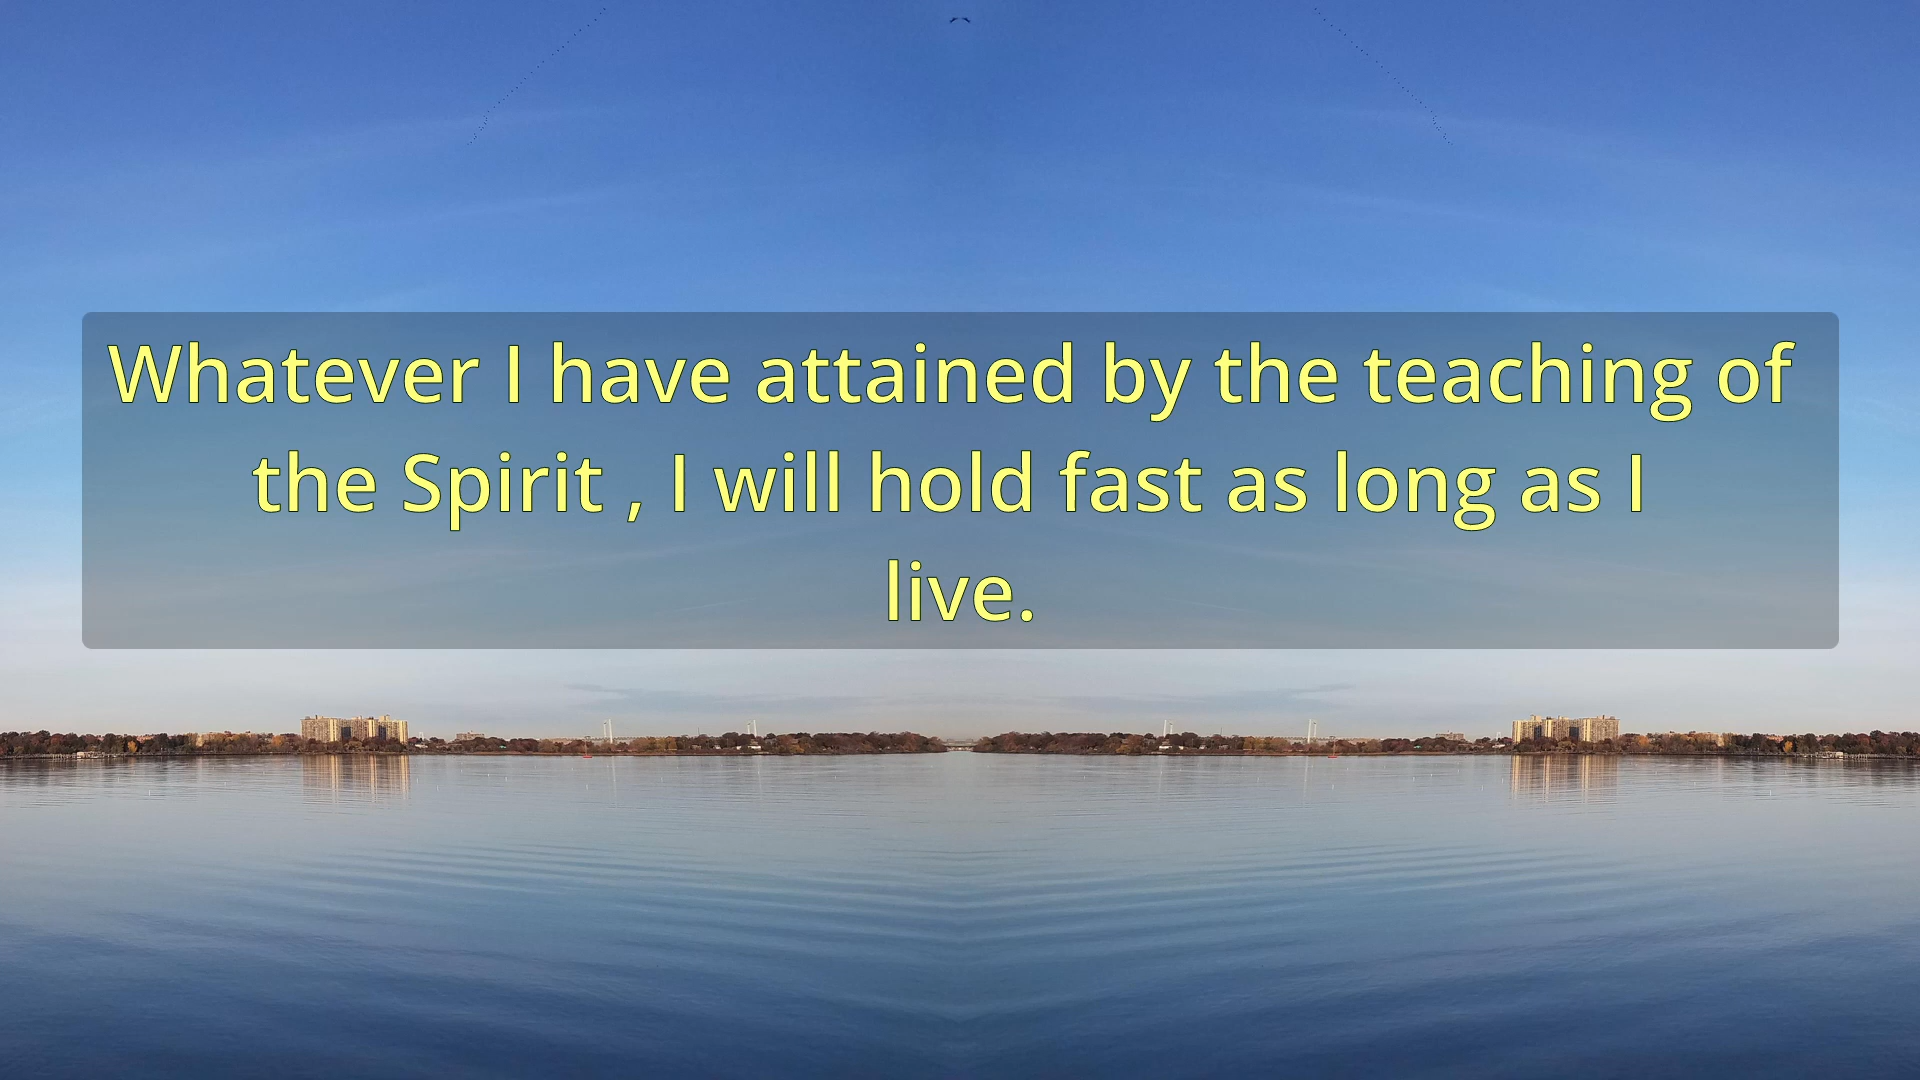 Whatever I have attained by the teaching of
the Spirit , I will hold fast as long as I
live.